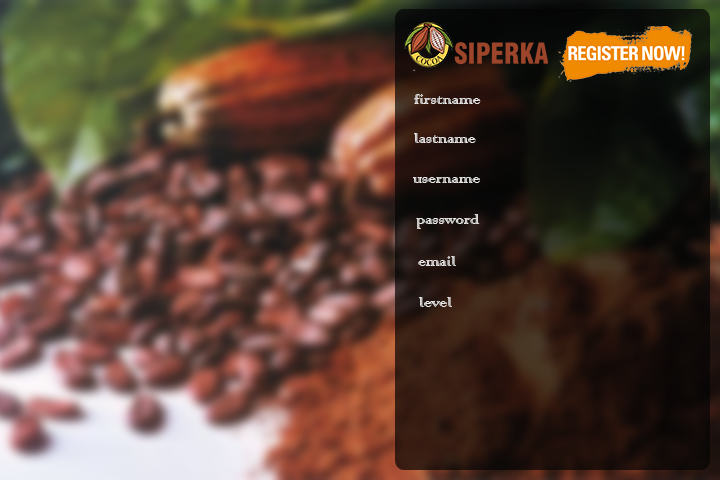 COCOA
SIPERKA
REGISTER NOW!
firstname
lastname
username
password
email
level